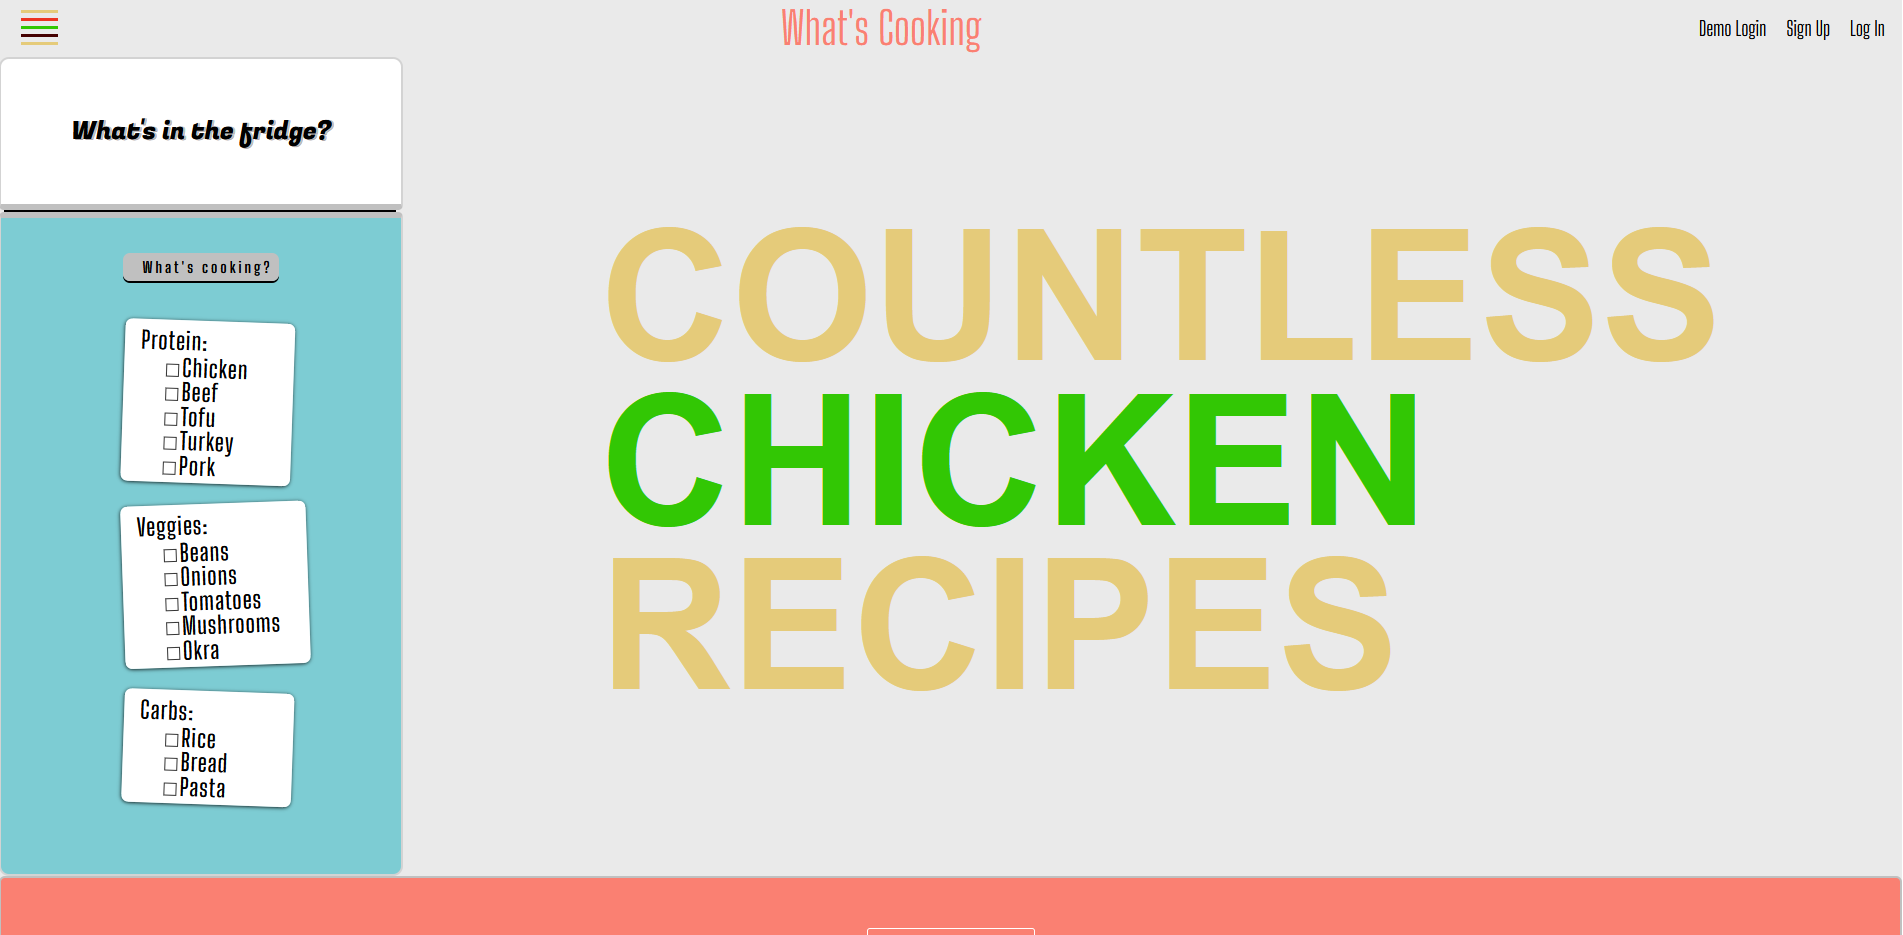 What's Cooking
Demo Login Sign Up Log In
What's in the fridge?
What's cooking?
Protein:
Chicken
Beef
Tofu
Turkey
Pork
Veggies:
Beans
Onions
Tomatoes
Mushrooms
Okra
Carbs:
Rice
Bread
Pasta
COUNTLESS
CHICKEN
RECIPES